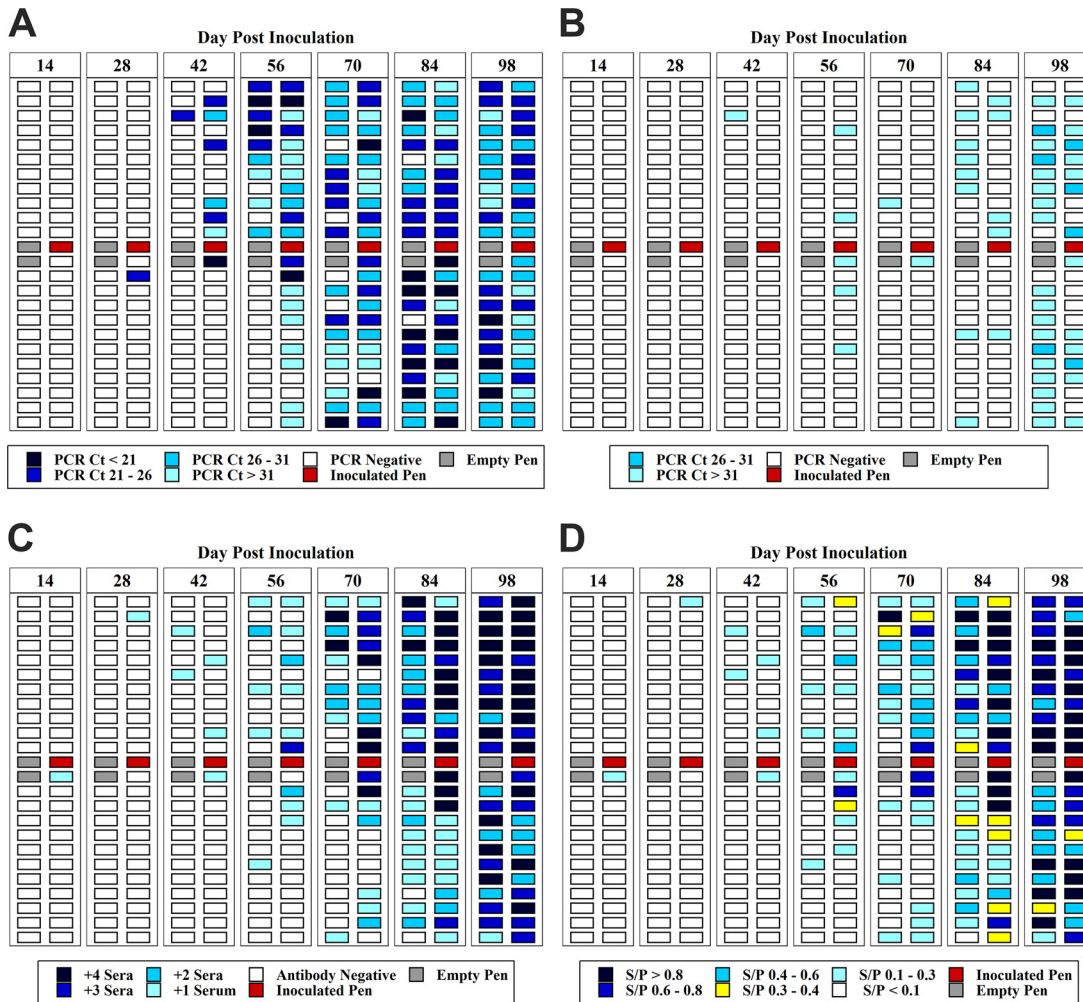 A
Day Post Inoculation
14 28 42 56 70 84 98
PCR Ct < 21 PCR Ct 26 - 31 PCR Negative Empty Pen
PCR Ct 21 - 26 PCR Ct > 31 Inoculated Pen
B
Day Post Inoculation
14 28 42 56 70 84 98
PCR Ct 26 - 31 PCR Negative Empty Pen
PCR Ct > 31 Inoculated Pen
C
Day Post Inoculation
14 28 42 56 70 84 98
+4 Sera +2 Sera Antibody Negative Empty Pen
+3 Sera +1 Serum Inoculated Pen
D
Day Post Inoculation
14 28 42 56 70 84 98
S/P > 0.8 S/P 0.4 - 0.6 S/P 0.1 - 0.3 Inoculated Pen
S/P 0.6 - 0.8 S/P 0.3 - 0.4 S/P < 0.1 Empty Pen